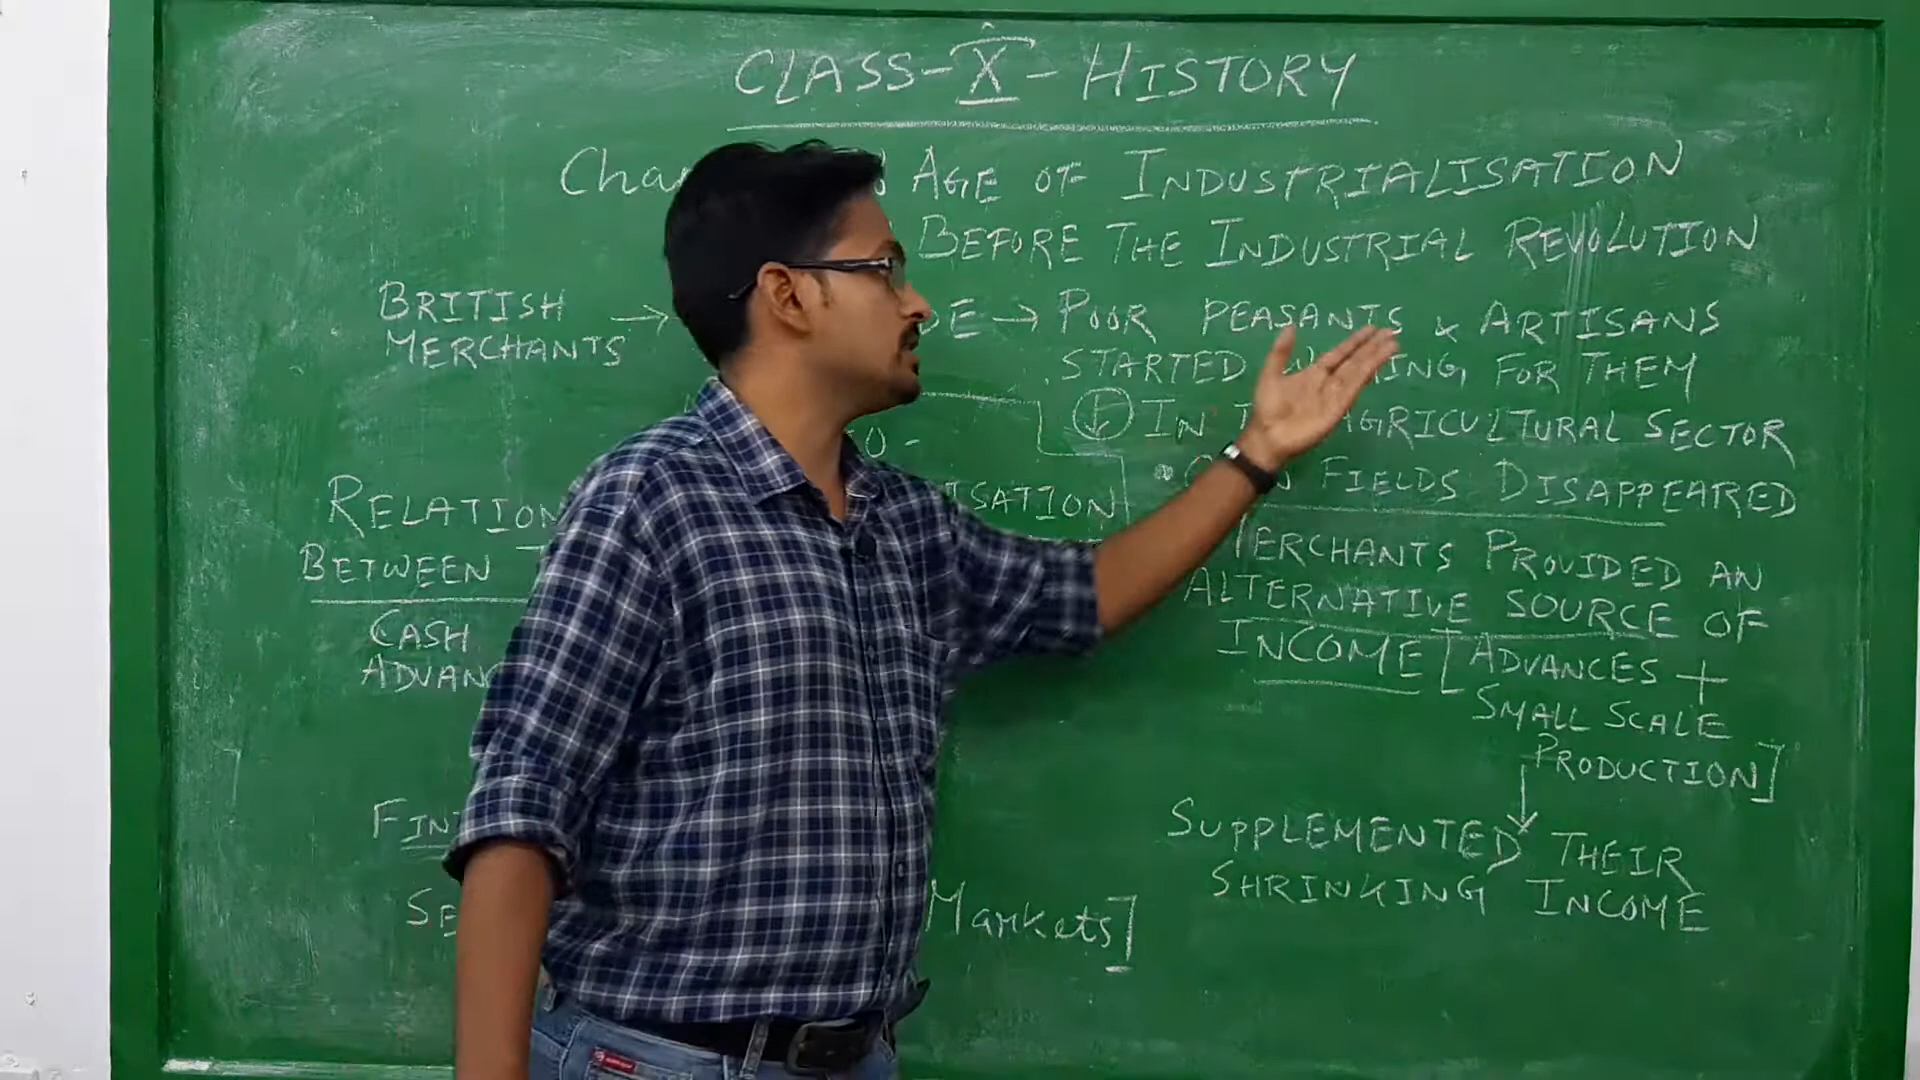 CLASS-X-HISTORY
AGE OF INDUSTRIALISATION
BEFORE THE INDUSTRIAL REVOLUTION
BRITISH
MERCHANTS →
→ POOR PEASANTS & ARTISANS
STARTED FOR THEM
IN AGRICULTURAL SECTOR
FIELDS DISAPPEARED
RELATION
BETWEEN
CASH
MERCHANTS PROVIDED AN
ALTERNATIVE SOURCE OF
INCOME [ADVANCES +
SMALL SCALE
PRODUCTION]
SUPPLEMENTED THEIR
SHRINKING INCOME
Markets]